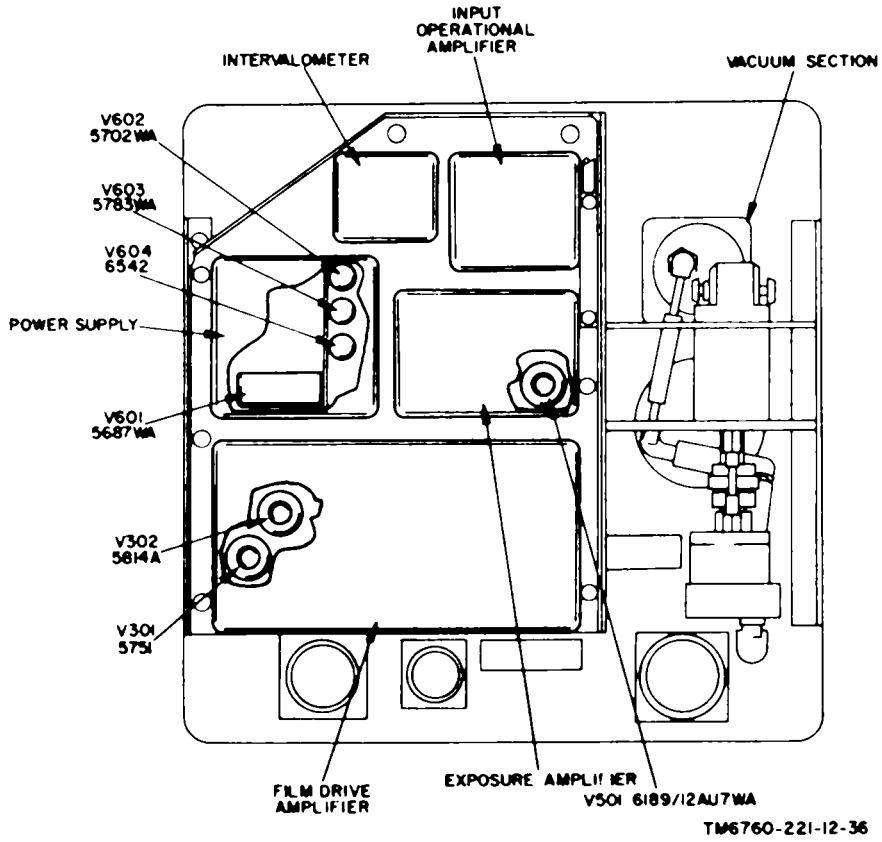 INPUT
OPERATIONAL
AMPLIFIER
INTERVALOMETER
VACUUM SECTION
V602
5702WA
V603
5783WA
V604
6542
POWER SUPPLY
V601
5687WA
V302
5814A
V301
5751
FILM DRIVE
AMPLIFIER
EXPOSURE AMPLIFIER
V501 6189/12AU7WA
TM6760-221-12-36